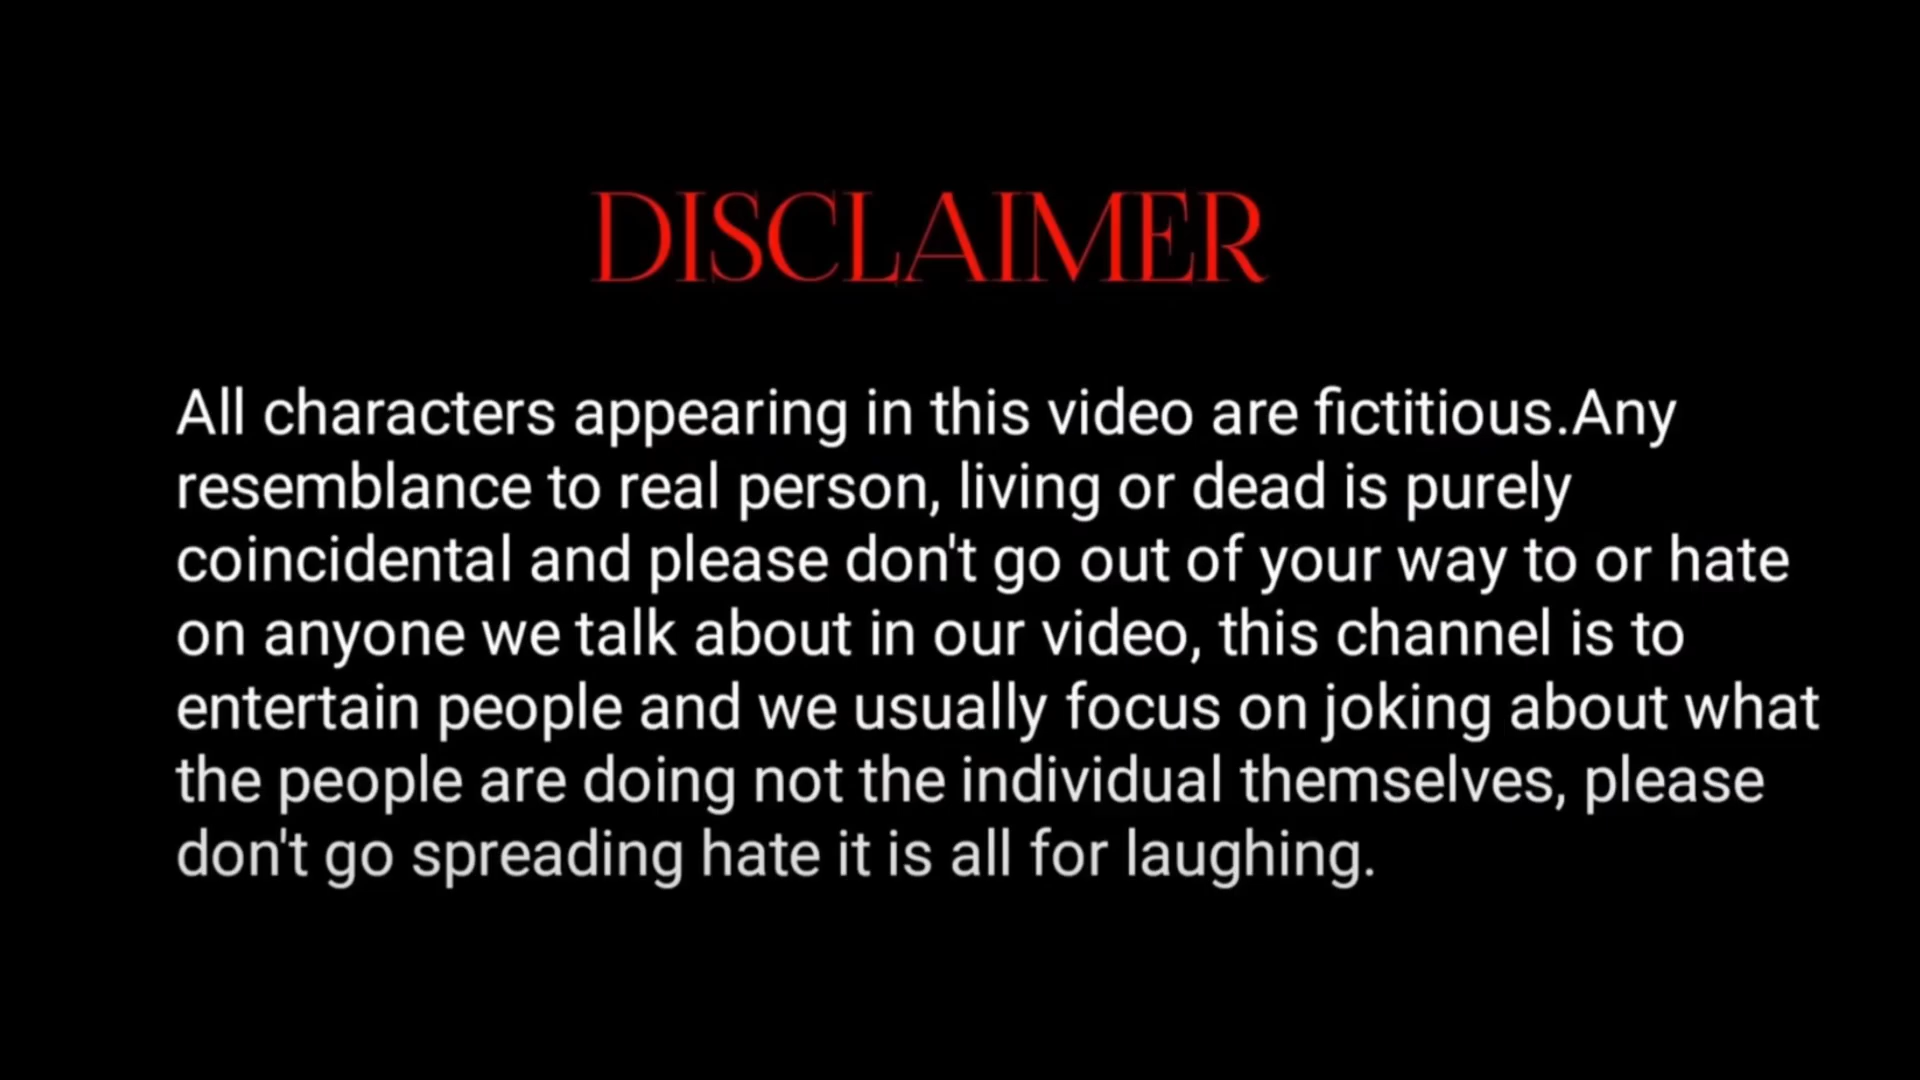 DISCLAIMER
All characters appearing in this video are fictitious.Any
resemblance to real person, living or dead is purely
coincidental and please don't go out of your way to or hate
on anyone we talk about in our video, this channel is to
entertain people and we usually focus on joking about what
the people are doing not the individual themselves, please
don't go spreading hate it is all for laughing.